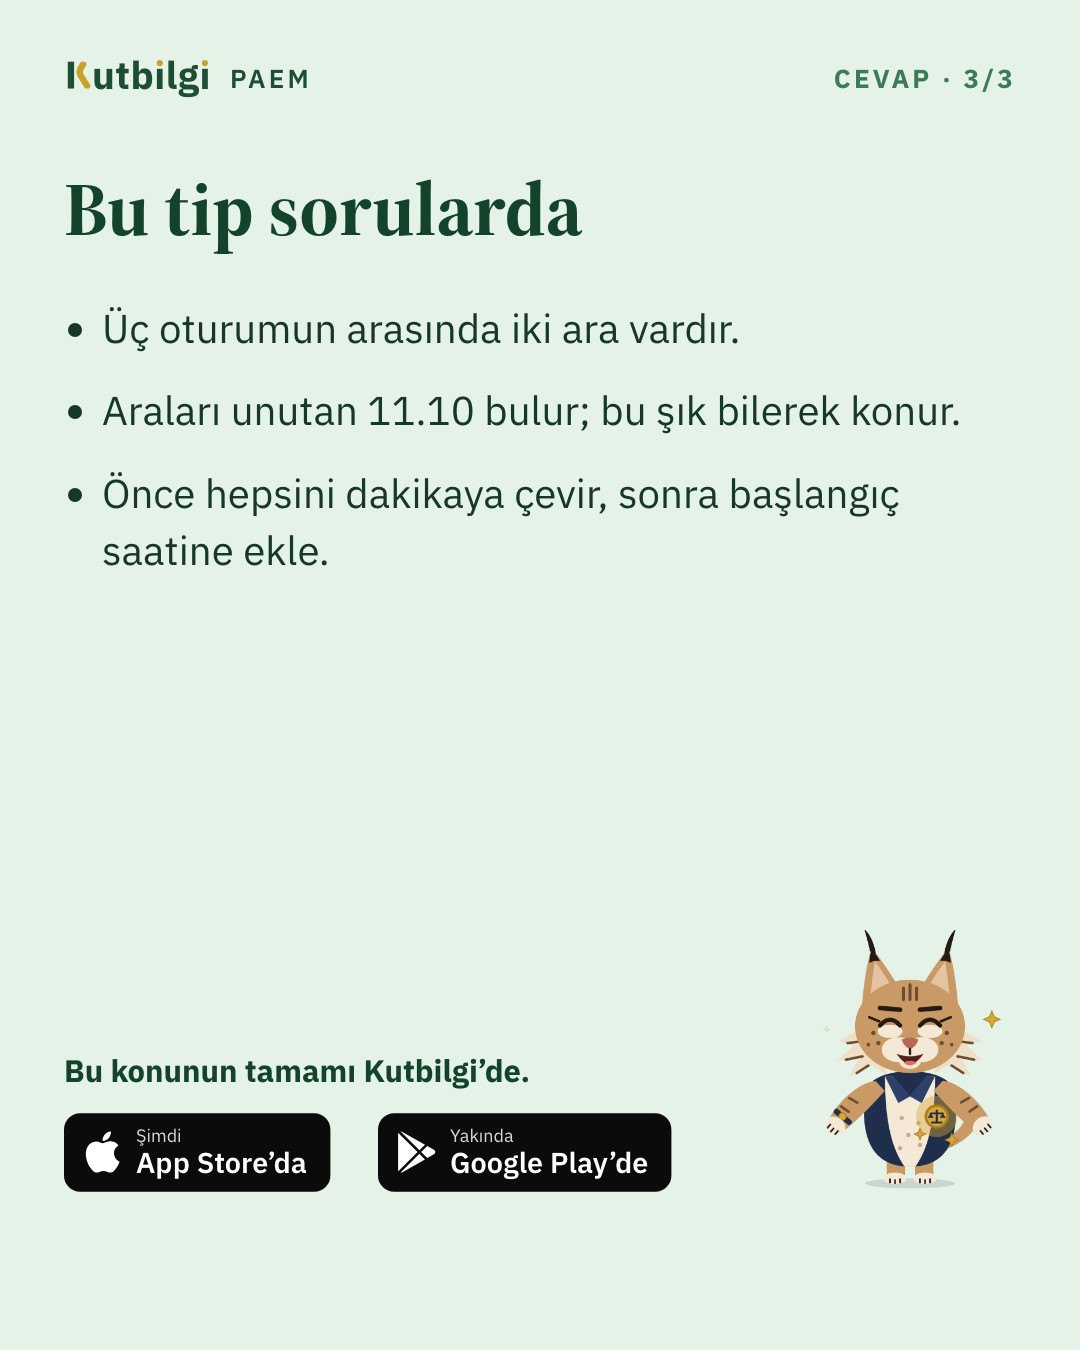 Kutbilgi PAEM
CEVAP · 3/3
Bu tip sorularda
• Üç oturumun arasında iki ara vardır.
• Araları unutan 11.10 bulur; bu şık bilerek konur.
• Önce hepsini dakikaya çevir, sonra başlangıç
saatine ekle.
Bu konunun tamamı Kutbilgi’de.
Şimdi
App Store’da
Yakında
Google Play’de